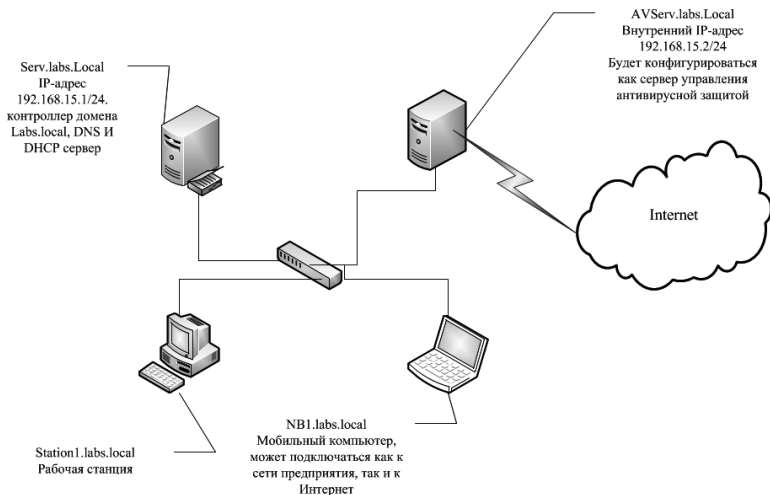 AVServ.labs.Local
Внутренний IP-адрес
192.168.15.2/24
Будет конфигурироваться
как сервер управления
антивирусной защитой
Serv.labs.Local
IP-адрес
192.168.15.1/24.
контроллер домена
Labs.local, DNS И
DHCP сервер
Internet
Station1.labs.local
Рабочая станция
NB1.labs.local
Мобильный компьютер,
может подключаться как к
сети предприятия, так и к
Интернет